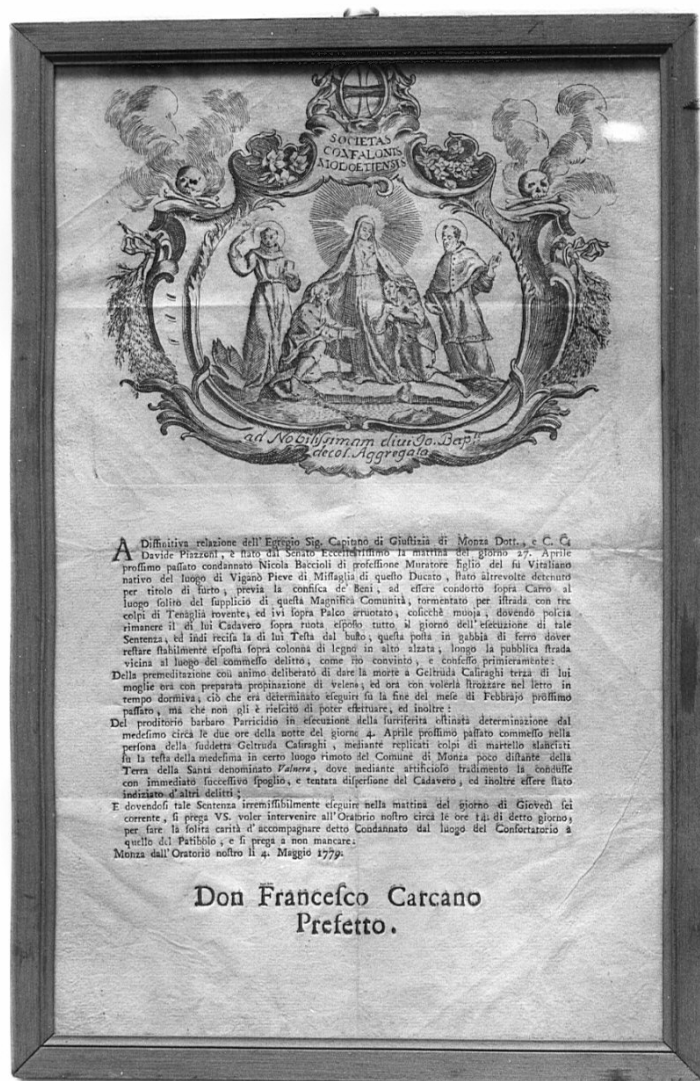 SOCIETAS
CONFALONIS
MODOETIENSIS
ad Nobilissimam diui Io. Bap.
decol. Aggregata
A Diffinitiva relazione dell' Egregio Sig. Capitano di Giustizia di Monza Dott., e C. C.
Davide Piazzoni, è stato dal Senato Eccellentissimo la mattina del giorno 27. Aprile
prossimo passato condannato Nicola Baccioli di professione Muratore figlio del fù Vitaliano
nativo del luogo di Viganò Pieve di Missaglia di questo Ducato, stato altrevolte detenuto
per titolo di furto, previa la confisca de' Beni, ad essere condotto soprà Carro al
luogo solito del supplicio di questa Magnifica Comunità, tormentato per istrada con tre
colpi di Tenaglia rovente, ed ivi sopra Palco arruotato, cosicchè muoja, dovendo poscia
rimanere il di lui Cadavero sopra ruota esposto tutto il giorno dell'esecuzione di tale
Sentenza, ed indi recisa la di lui Testa dal busto, questa posta in gabbia di ferro dover
restare stabilmente esposta soprà colonna di legno in alto alzata, longo la pubblica strada
vicina al luogo del commesso delitto, come rio convinto, e confesso primieramente:
Della premeditazione con animo deliberato di dare la morte à Geltruda Casiraghi terza di lui
moglie ora con preparata propinazione di veleno, ed ora con volerla strozzare nel letto in
tempo dormiva, ciò che era determinato eseguire sù la fine del mese di Febbrajo prossimo
passato, ma che non gli è riescito di poter effettuare, ed inoltre:
Del proditorio barbaro Parricidio in esecuzione della surriferita ostinata determinazione dal
medesimo circà le due ore della notte del giorno 4. Aprile prossimo passato commesso nella
persona della suddetta Geltruda Casiraghi, mediante replicati colpi di martello slanciati
sù la testa della medesima in certo luogo rimoto del Comune di Monza poco distante della
Terra della Santa denominato Valnera, dove mediante artificioso tradimento la condusse
con immediato successivo spoglio, e tentata dispersione del Cadavero, ed inoltre essere stato
indiziato d'altri delitti;
E dovendosi tale Sentenza irremissibilmente eseguire nella mattina del giorno di Giovedì sei
corrente, si prega VS. voler intervenire all'Oratorio nostro circà le ore 14. di detto giorno,
per fare la solita carità d'accompagnare detto Condannato dal luogo del Confortatorio à
quello del Patibolo, e si prega à non mancare.
Monza dall'Oratorio nostro li 4. Maggio 1779.
Don Francesco Carcano
Prefetto.